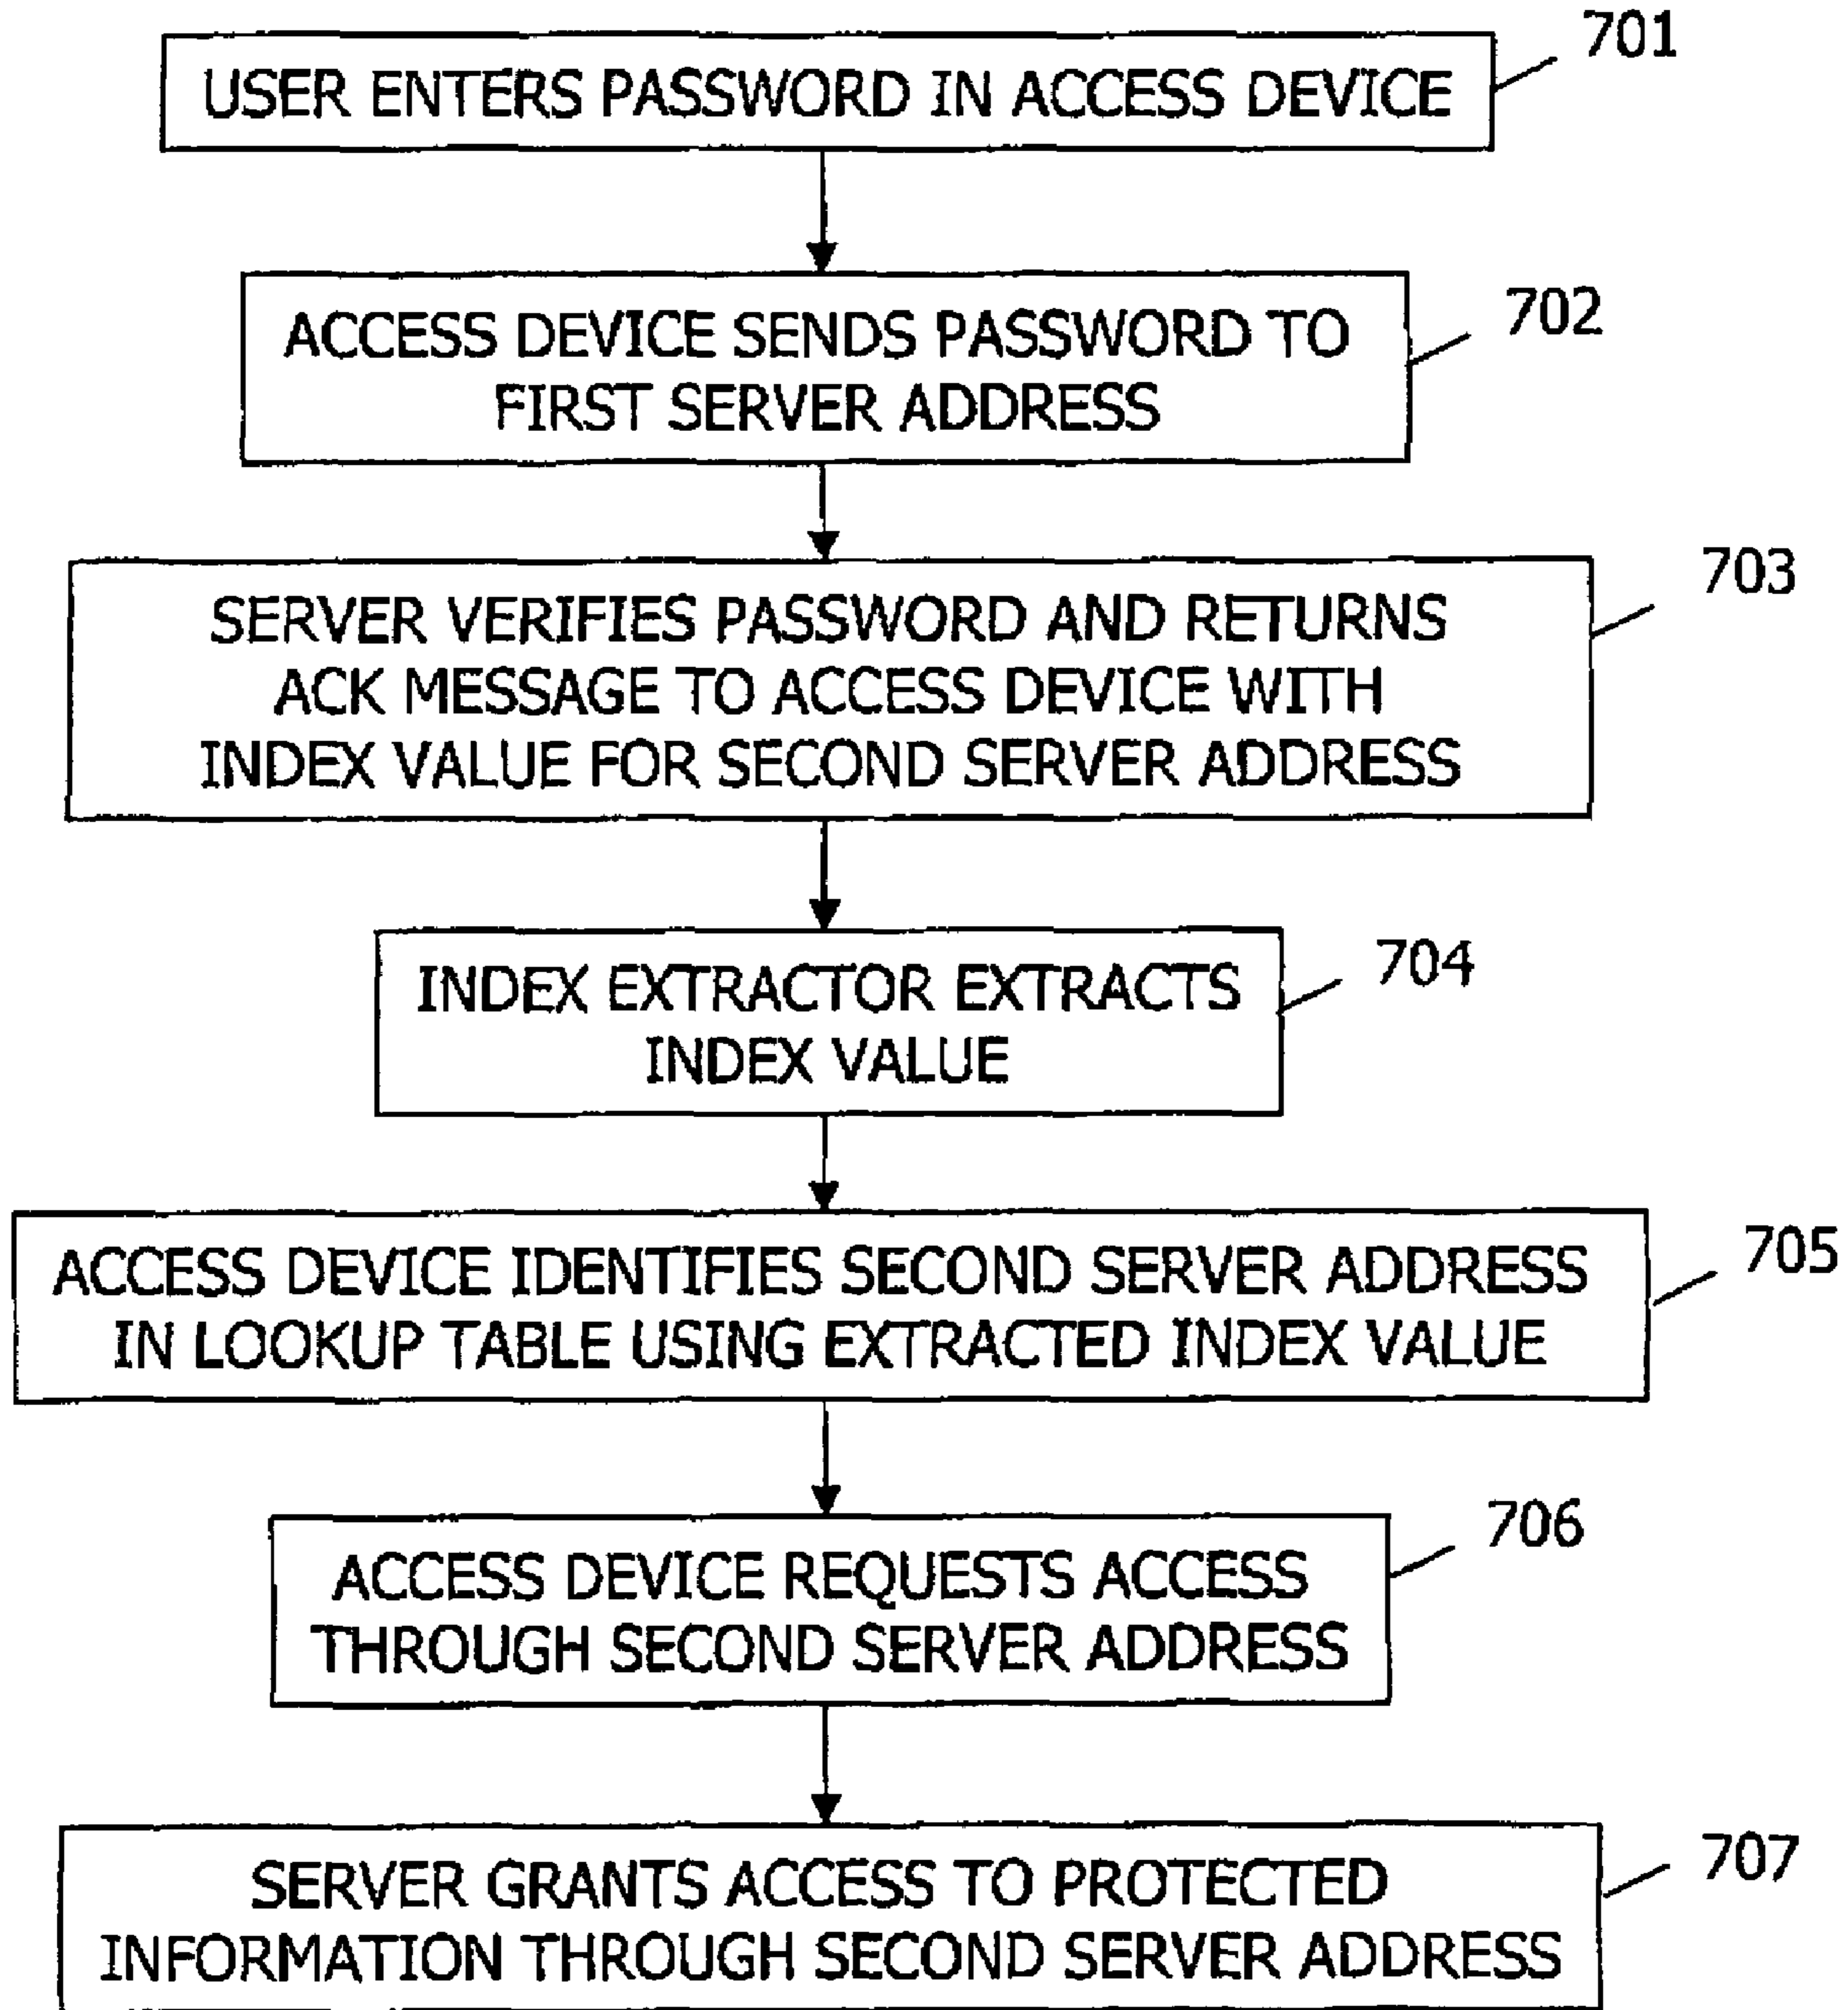 701
USER ENTERS PASSWORD IN ACCESS DEVICE
702
ACCESS DEVICE SENDS PASSWORD TO
FIRST SERVER ADDRESS
703
SERVER VERIFIES PASSWORD AND RETURNS
ACK MESSAGE TO ACCESS DEVICE WITH
INDEX VALUE FOR SECOND SERVER ADDRESS
704
INDEX EXTRACTOR EXTRACTS
INDEX VALUE
705
ACCESS DEVICE IDENTIFIES SECOND SERVER ADDRESS
IN LOOKUP TABLE USING EXTRACTED INDEX VALUE
706
ACCESS DEVICE REQUESTS ACCESS
THROUGH SECOND SERVER ADDRESS
707
SERVER GRANTS ACCESS TO PROTECTED
INFORMATION THROUGH SECOND SERVER ADDRESS